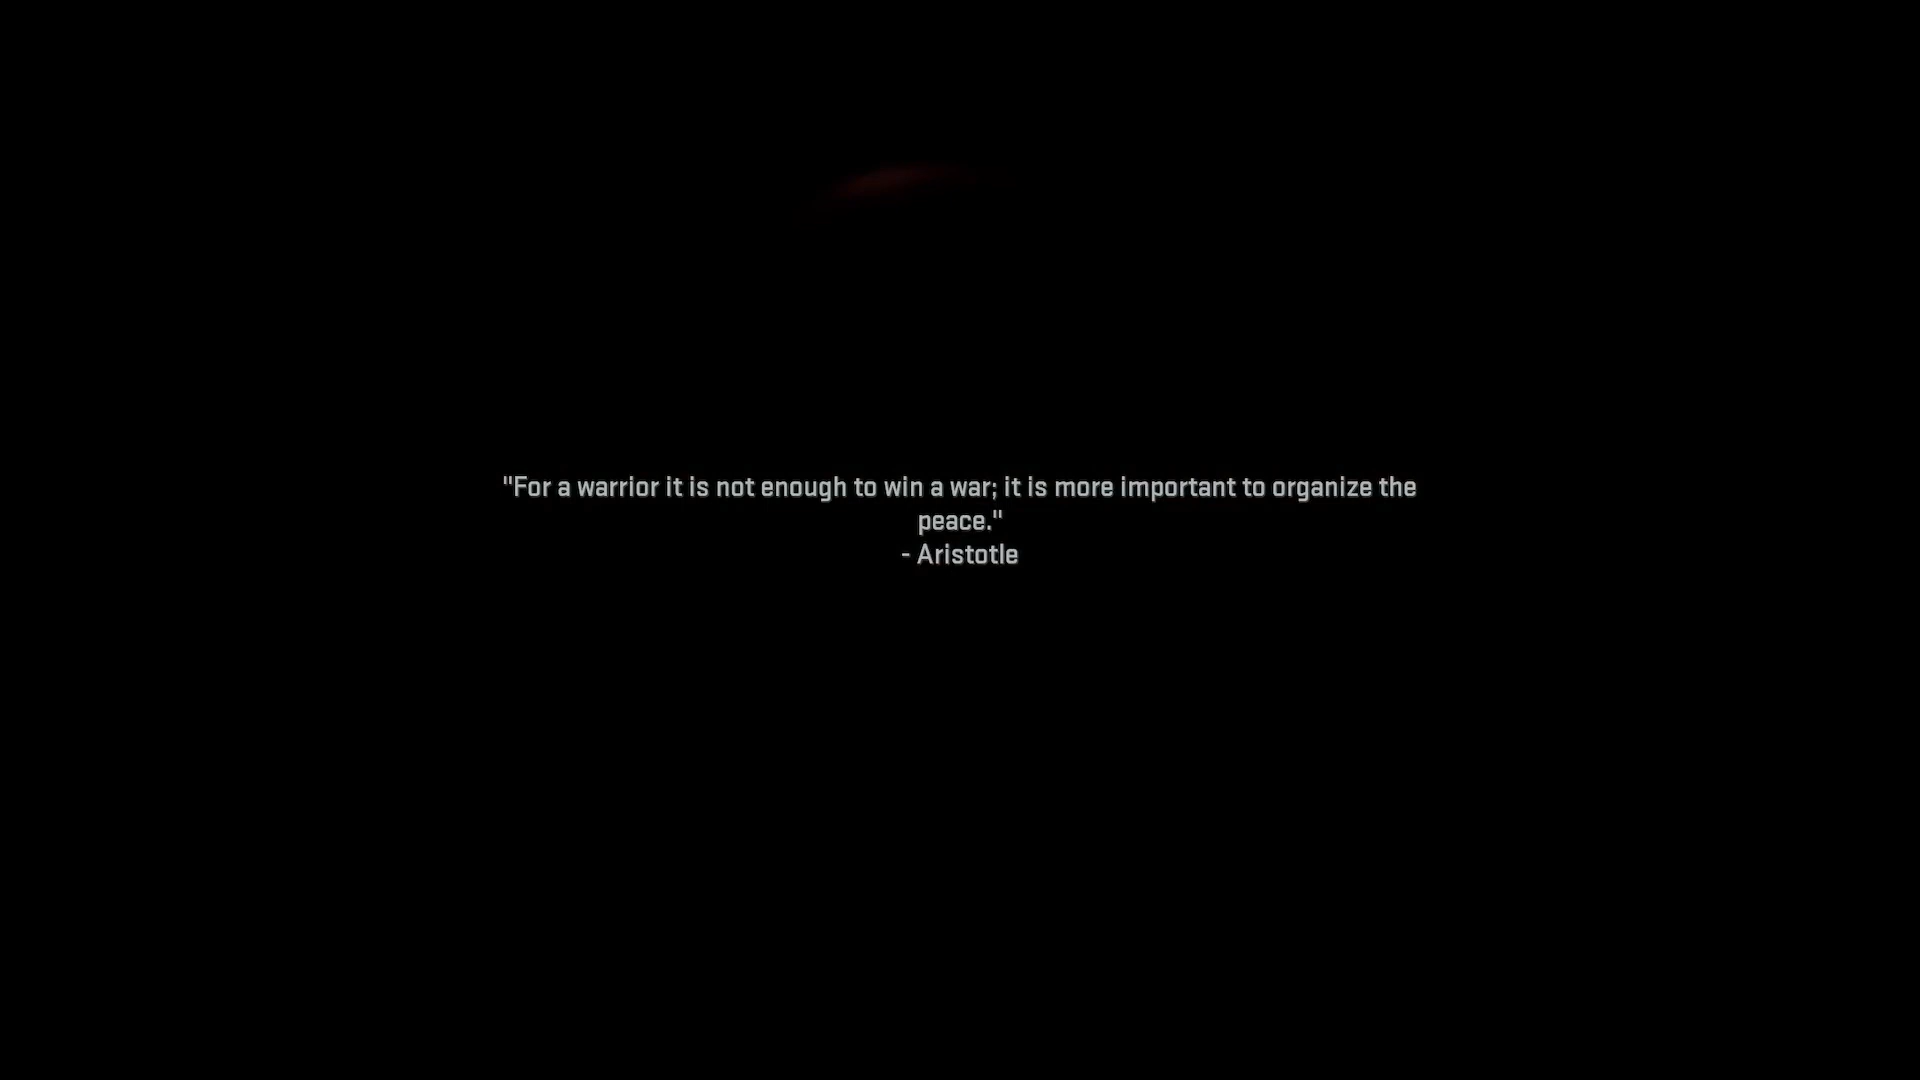 "For a warrior it is not enough to win a war; it is more important to organize the
peace."
- Aristotle